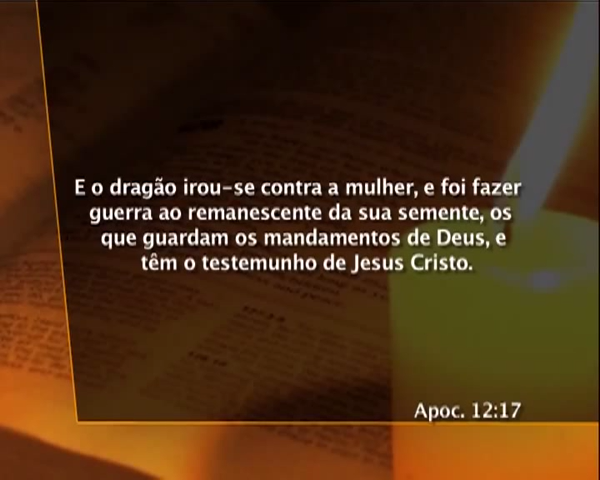 E o dragão irou-se contra a mulher, e foi fazer
guerra ao remanescente da sua semente, os
que guardam os mandamentos de Deus, e
têm o testemunho de Jesus Cristo.
Apoc. 12:17